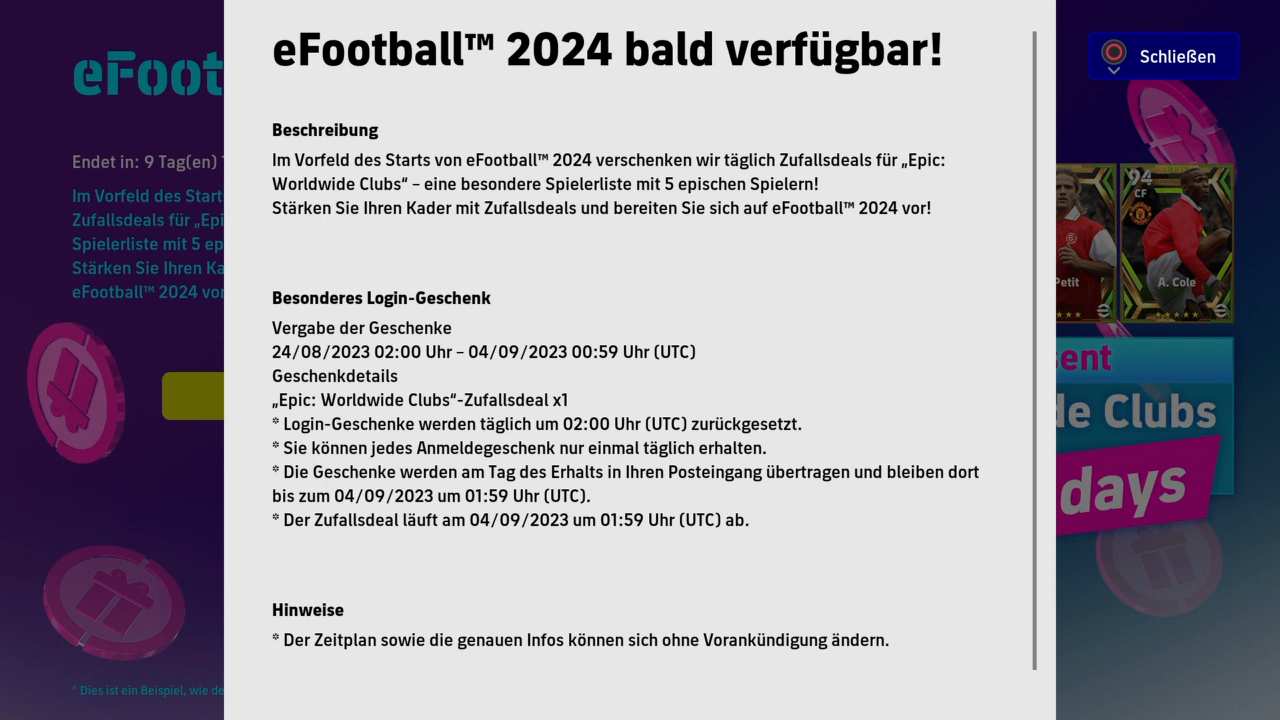 eFootball™ 2024 bald verfügbar!
Schließen
Beschreibung
Im Vorfeld des Starts von eFootball™ 2024 verschenken wir täglich Zufallsdeals für „Epic:
Worldwide Clubs“ – eine besondere Spielerliste mit 5 epischen Spielern!
Stärken Sie Ihren Kader mit Zufallsdeals und bereiten Sie sich auf eFootball™ 2024 vor!
Besonderes Login-Geschenk
Vergabe der Geschenke
24/08/2023 02:00 Uhr – 04/09/2023 00:59 Uhr (UTC)
Geschenkdetails
„Epic: Worldwide Clubs“-Zufallsdeal x1
* Login-Geschenke werden täglich um 02:00 Uhr (UTC) zurückgesetzt.
* Sie können jedes Anmeldegeschenk nur einmal täglich erhalten.
* Die Geschenke werden am Tag des Erhalts in Ihren Posteingang übertragen und bleiben dort
bis zum 04/09/2023 um 01:59 Uhr (UTC).
* Der Zufallsdeal läuft am 04/09/2023 um 01:59 Uhr (UTC) ab.
Hinweise
* Der Zeitplan sowie die genauen Infos können sich ohne Vorankündigung ändern.
eFoot
Endet in: 9 Tag(en)
Im Vorfeld des Start
Zufallsdeals für „Epi
Spielerliste mit 5 ep
Stärken Sie Ihren Ka
eFootball™ 2024 vor
* Dies ist ein Beispiel, wie de
94
CF
Petit
A. Cole
sent
de Clubs
days